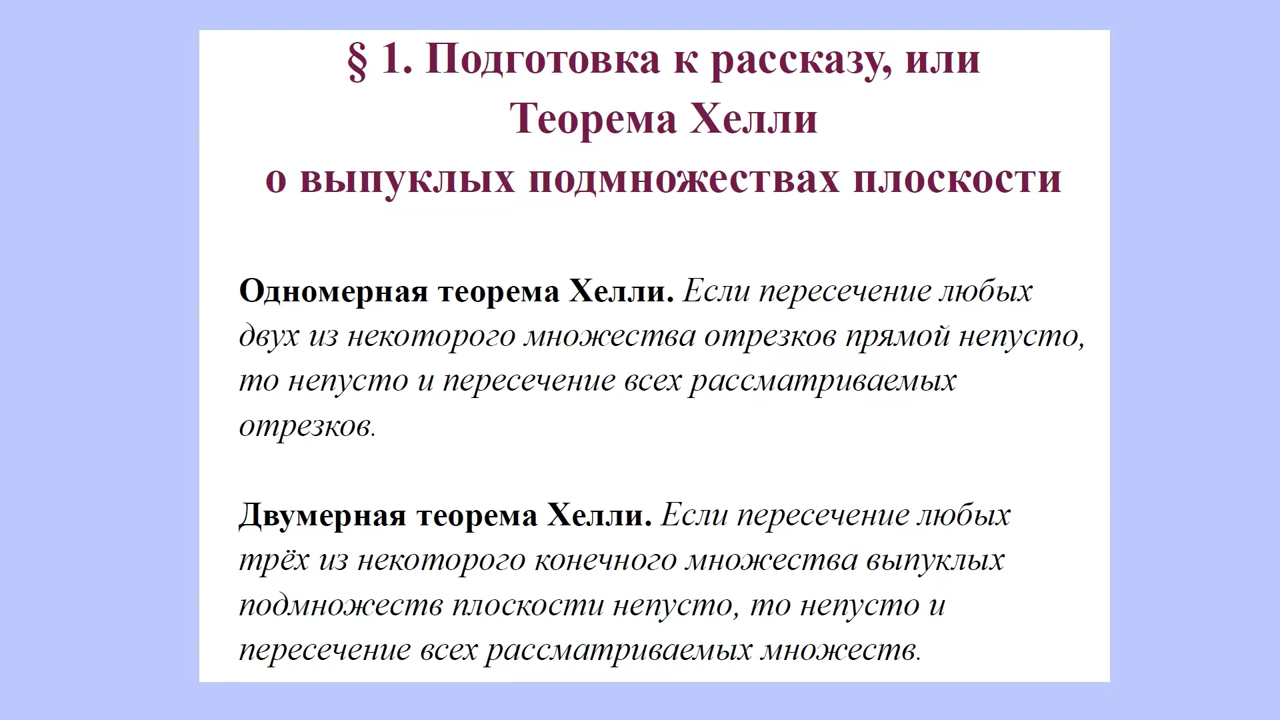 § 1. Подготовка к рассказу, или
Теорема Хелли
о выпуклых подмножествах плоскости
Одномерная теорема Хелли. Если пересечение любых
двух из некоторого множества отрезков прямой непусто,
то непусто и пересечение всех рассматриваемых
отрезков.
Двумерная теорема Хелли. Если пересечение любых
трёх из некоторого конечного множества выпуклых
подмножеств плоскости непусто, то непусто и
пересечение всех рассматриваемых множеств.